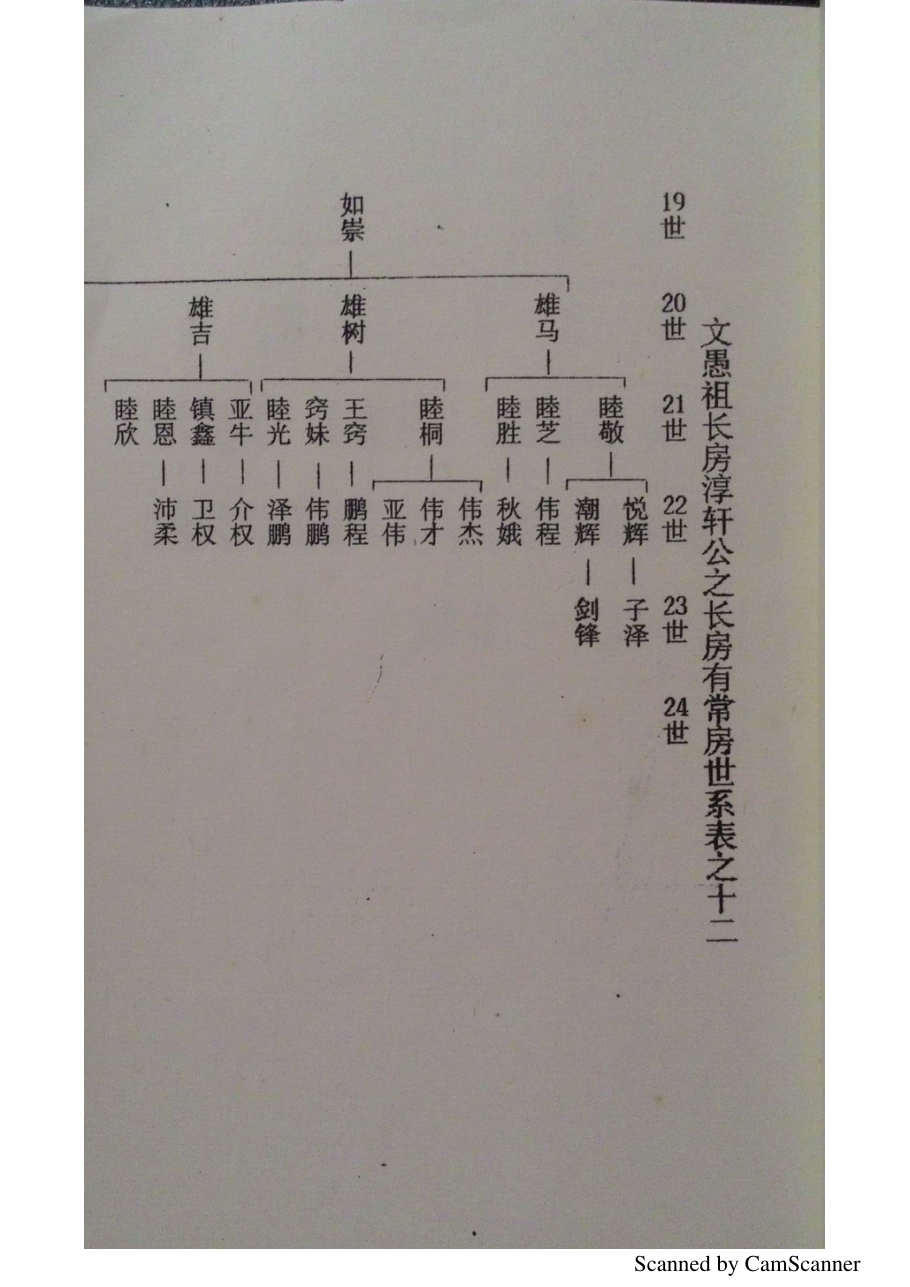 文愚祖长房淳轩公之长房有常房世系表之十二
19世
20世
21世
22世
23世
24世
如崇
雄马
雄树
雄吉
睦敬
睦芝
睦胜
睦桐
王窍
窍妹
睦光
亚牛
镇鑫
睦恩
睦欣
悦辉
潮辉
伟程
秋娥
伟杰
伟才
亚伟
鹏程
伟鹏
泽鹏
介权
卫权
沛柔
子泽
剑锋
Scanned by CamScanner